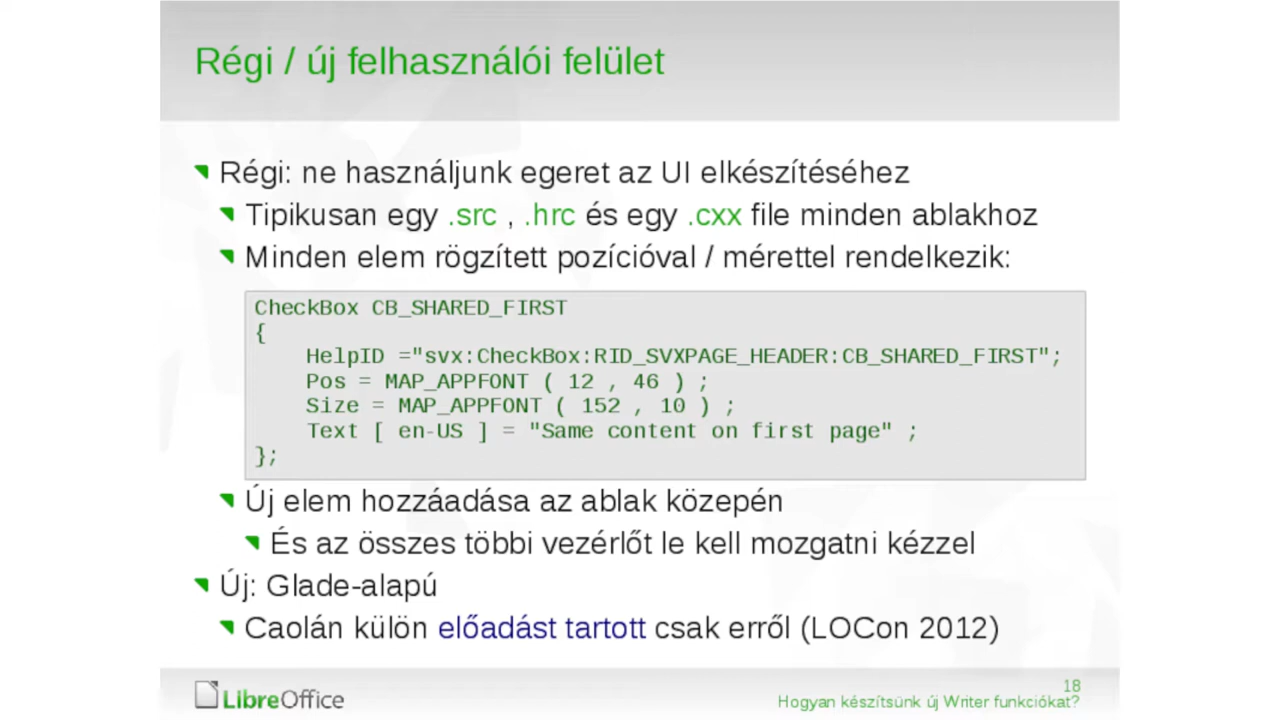 Régi / új felhasználói felület
Régi: ne használjunk egeret az UI elkészítéséhez
Tipikusan egy .src , .hrc és egy .cxx file minden ablakhoz
Minden elem rögzített pozícióval / mérettel rendelkezik:
CheckBox CB_SHARED_FIRST
{
    HelpID ="svx:CheckBox:RID_SVXPAGE_HEADER:CB_SHARED_FIRST";
    Pos = MAP_APPFONT ( 12 , 46 ) ;
    Size = MAP_APPFONT ( 152 , 10 ) ;
    Text [ en-US ] = "Same content on first page" ;
};
Új elem hozzáadása az ablak közepén
És az összes többi vezérlőt le kell mozgatni kézzel
Új: Glade-alapú
Caolán külön előadást tartott csak erről (LOCon 2012)
LibreOffice
18
Hogyan készítsünk új Writer funkciókat?